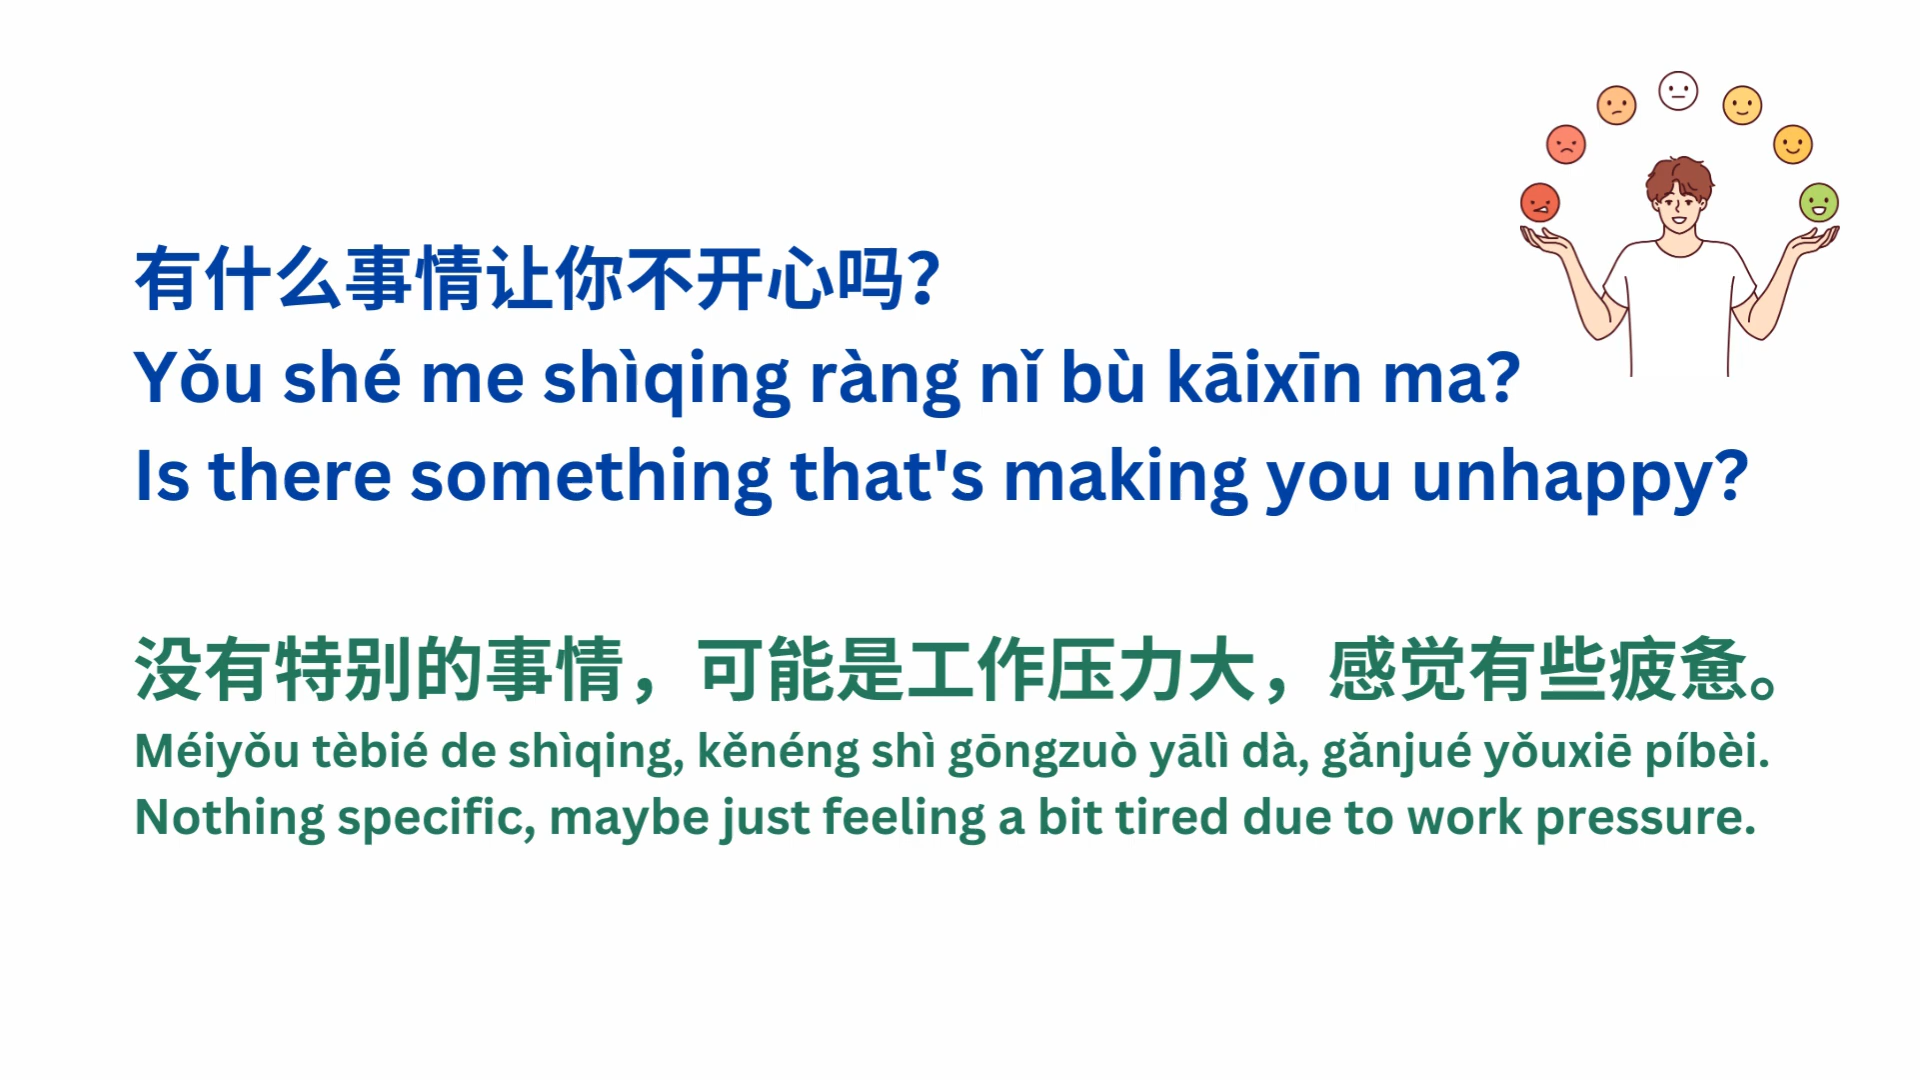 有什么事情让你不开心吗？
Yǒu shé me shìqing ràng nǐ bù kāixīn ma?
Is there something that's making you unhappy?
没有特别的事情，可能是工作压力大，感觉有些疲惫。
Méiyǒu tèbié de shìqing, kěnéng shì gōngzuò yālì dà, gǎnjué yǒuxiē píbèi.
Nothing specific, maybe just feeling a bit tired due to work pressure.